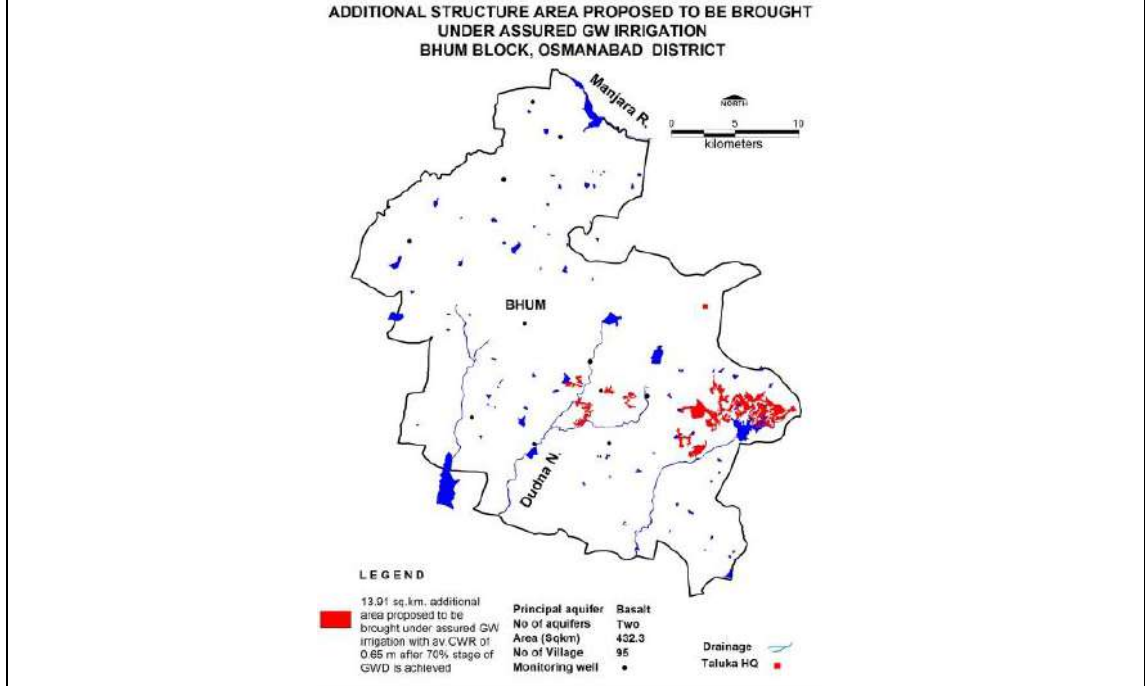 ADDITIONAL STRUCTURE AREA PROPOSED TO BE BROUGHT
UNDER ASSURED GW IRRIGATION
BHUM BLOCK, OSMANABAD DISTRICT
Manjara R.
NORTH
0 5 10
kilometers
BHUM
Dudna N.
LEGEND
13.91 sq.km. additional
area proposed to be
brought under assured GW
irrigation with av.CWR of
0.65 m after 70% stage of
GWD is achieved
Principal aquifer Basalt
No of aquifers Two
Area (Sqkm) 432.3
No of Village 95
Monitoring well
Drainage
Taluka HQ